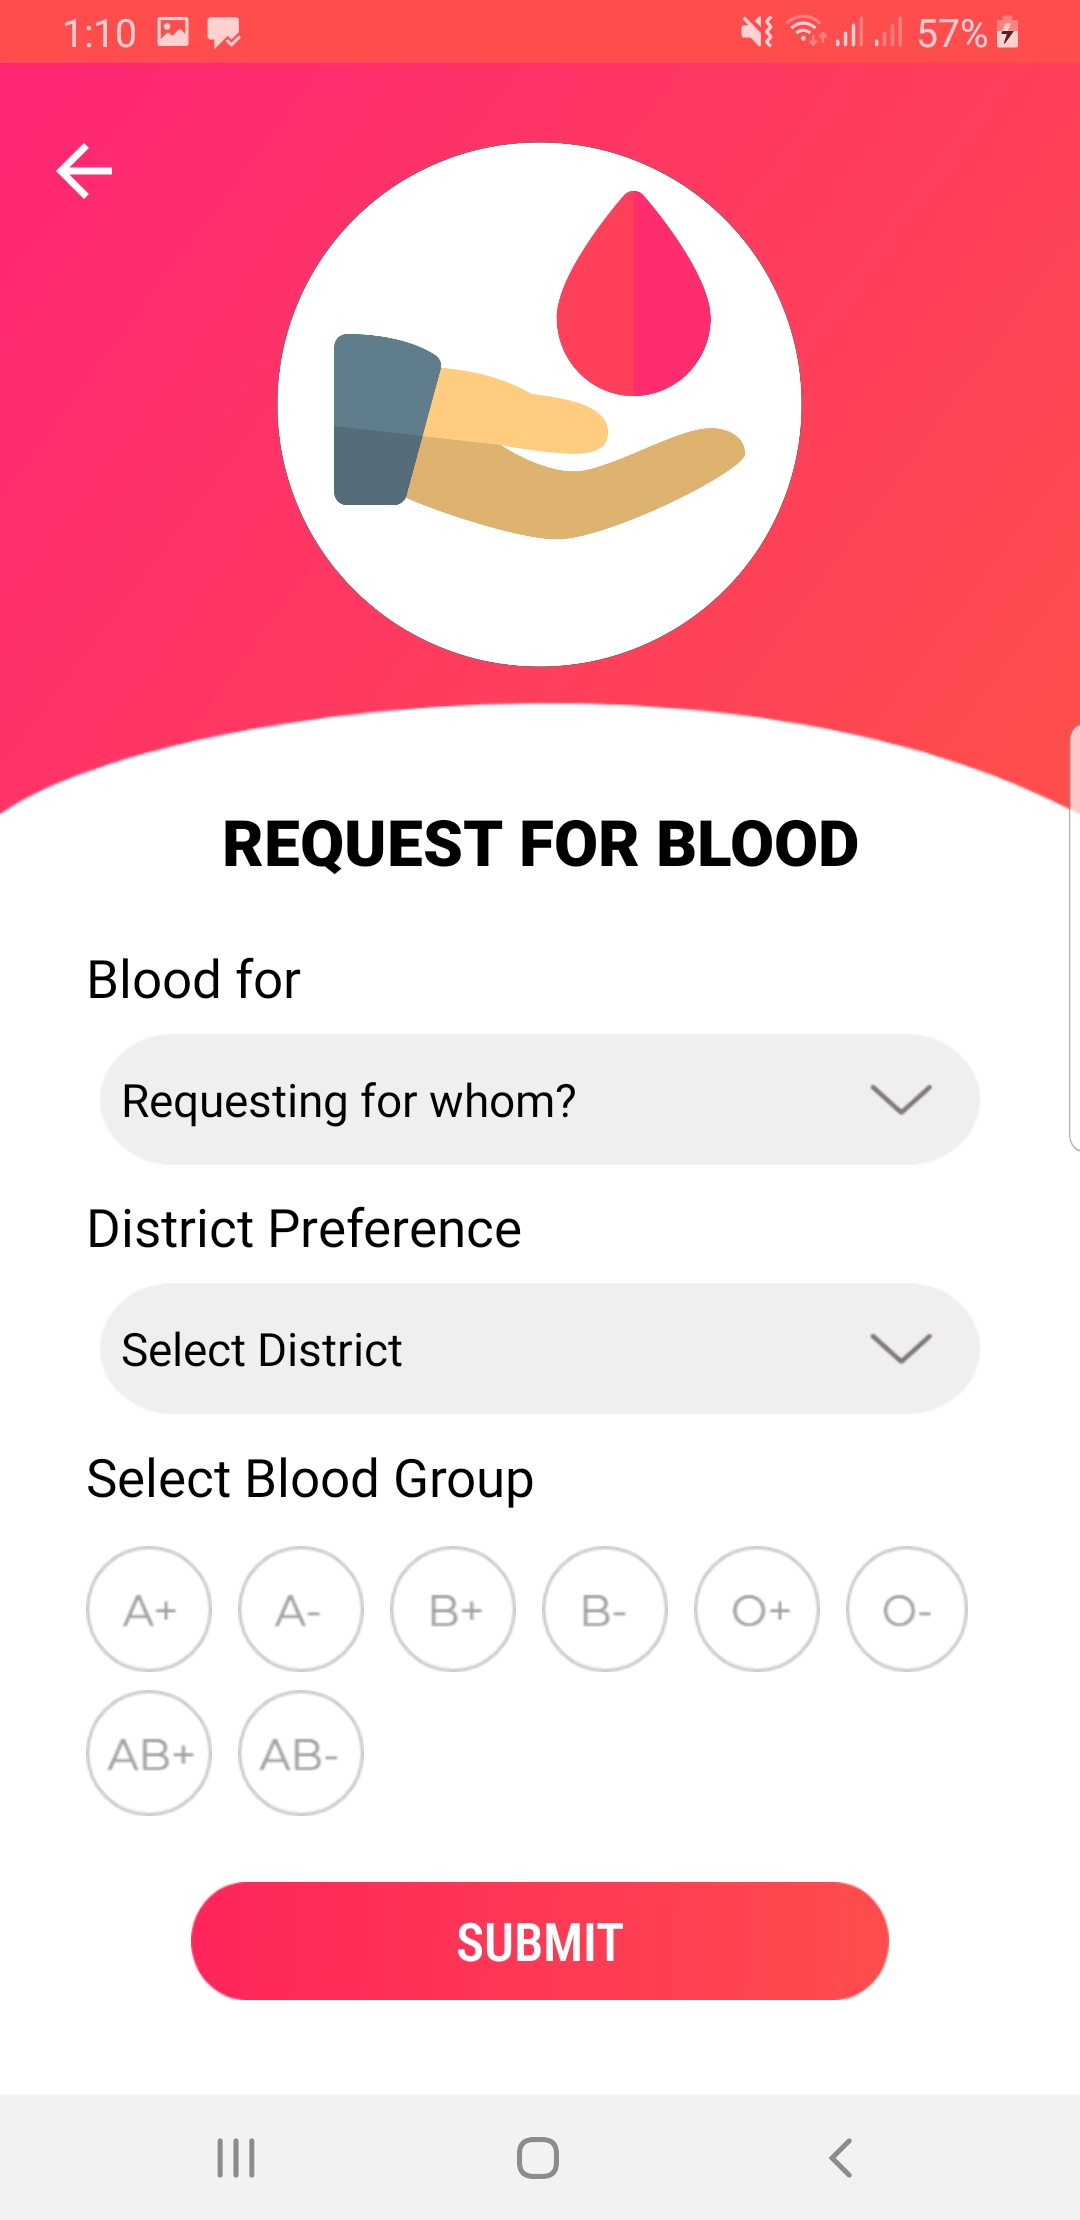 1:10 57%
REQUEST FOR BLOOD
Blood for
Requesting for whom?
District Preference
Select District
Select Blood Group
A+ A- B+ B- O+ O-
AB+ AB-
SUBMIT